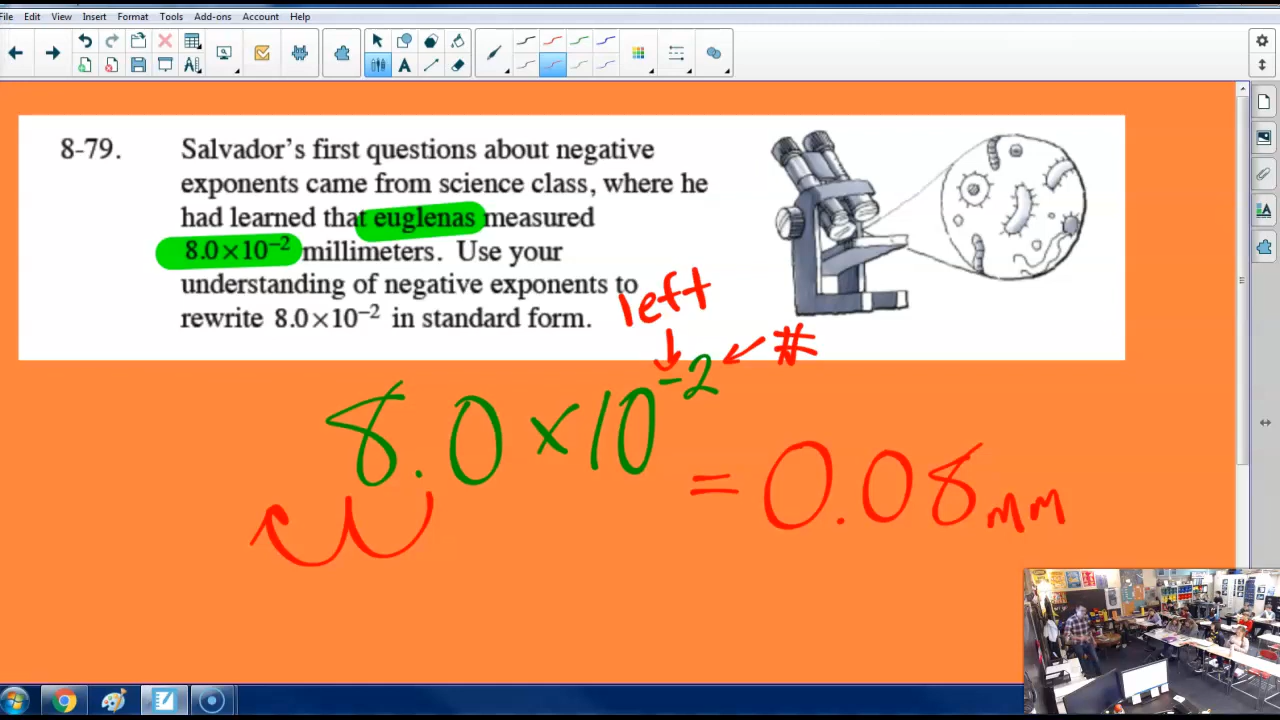 File Edit View Insert Format Tools Add-ons Account Help
8-79. Salvador's first questions about negative
exponents came from science class, where he
had learned that euglenas measured
8.0×10⁻² millimeters. Use your
understanding of negative exponents to
rewrite 8.0×10⁻² in standard form.
left
#
8.0×10⁻²
= 0.08mm